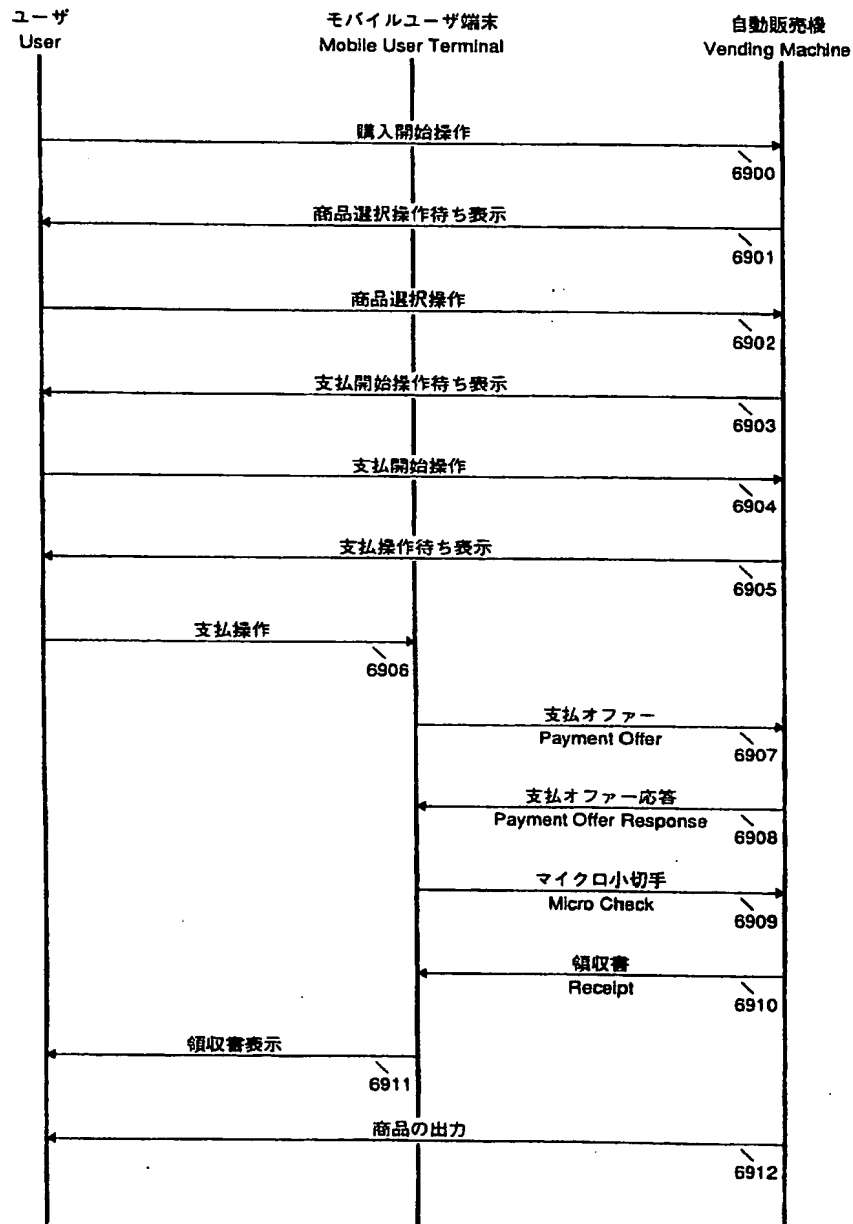 ユーザ
User
モバイルユーザ端末
Mobile User Terminal
自動販売機
Vending Machine
購入開始操作
6900
商品選択操作待ち表示
6901
商品選択操作
6902
支払開始操作待ち表示
6903
支払開始操作
6904
支払操作待ち表示
6905
支払操作
6906
支払オファー
Payment Offer
6907
支払オファー応答
Payment Offer Response
6908
マイクロ小切手
Micro Check
6909
領収書
Receipt
6910
領収書表示
6911
商品の出力
6912